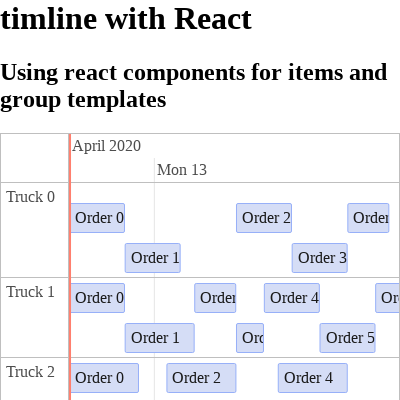 timline with React
Using react components for items and
group templates
April 2020
Mon 13
Truck 0
Order 0
Order 2
Order
Order 1
Order 3
Truck 1
Order 0
Order
Order 4
Order 1
Order 5
Truck 2
Order 0
Order 2
Order 4